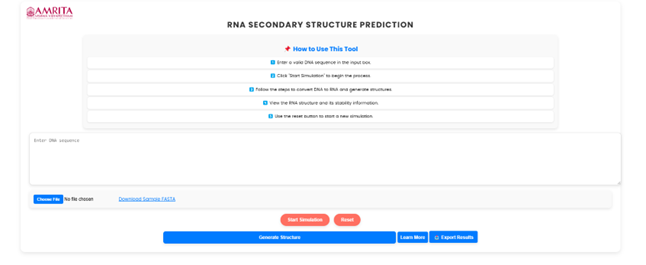 AMRITA
RNA SECONDARY STRUCTURE PREDICTION
📌 How to Use This Tool
1 Enter a valid DNA sequence in the input box.
2 Click "Start Simulation" to begin the process.
3 Follow the steps to convert DNA to RNA and generate structures.
4 View the RNA structure and its stability information.
5 Use the reset button to start a new simulation.
Enter DNA sequence
Choose File No file chosen Download Sample FASTA
Start Simulation Reset
Generate Structure Learn More Export Results